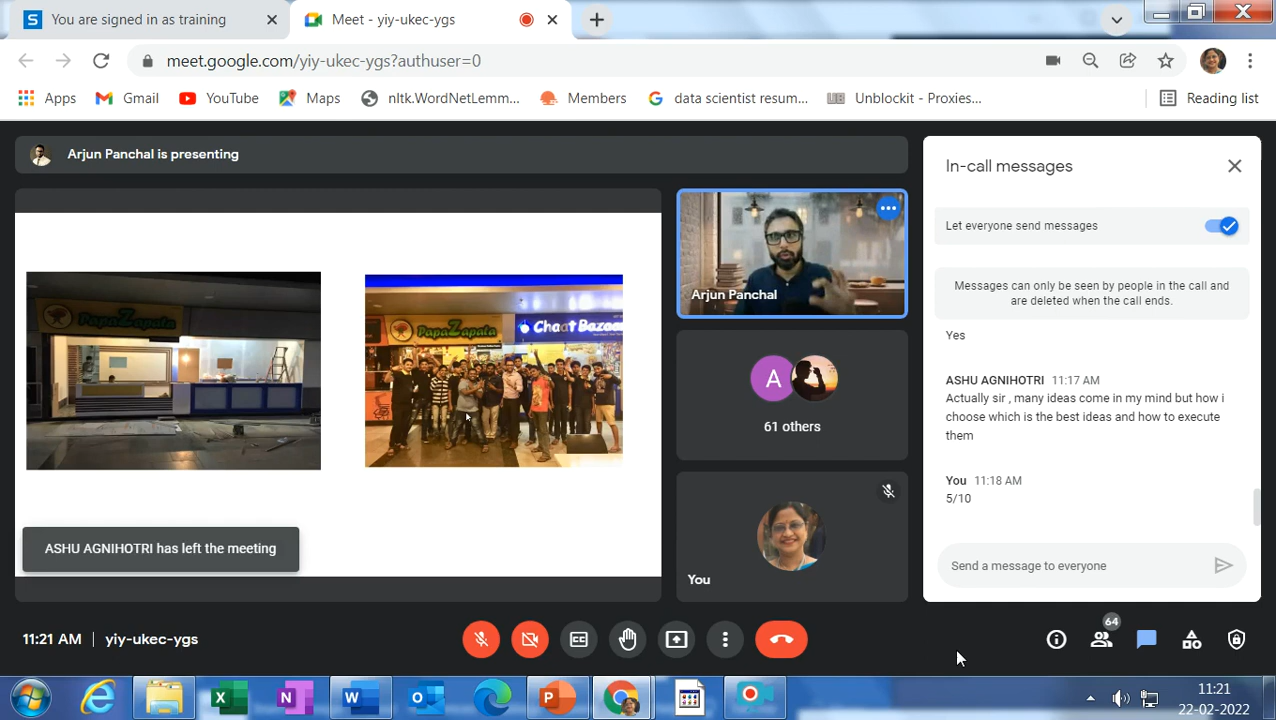 You are signed in as training
Meet - yiy-ukec-ygs
meet.google.com/yiy-ukec-ygs?authuser=0
Apps
Gmail
YouTube
Maps
nltk.WordNetLemm...
Members
data scientist resum...
Unblockit - Proxies...
Reading list
Arjun Panchal is presenting
PapaZapata
PapaZapata
Chaat Bazaa
ASHU AGNIHOTRI has left the meeting
Arjun Panchal
A
61 others
You
In-call messages
Let everyone send messages
Messages can only be seen by people in the call and
are deleted when the call ends.
Yes
ASHU AGNIHOTRI 11:17 AM
Actually sir , many ideas come in my mind but how i
choose which is the best ideas and how to execute
them
You 11:18 AM
5/10
Send a message to everyone
11:21 AM | yiy-ukec-ygs
64
11:21
22-02-2022